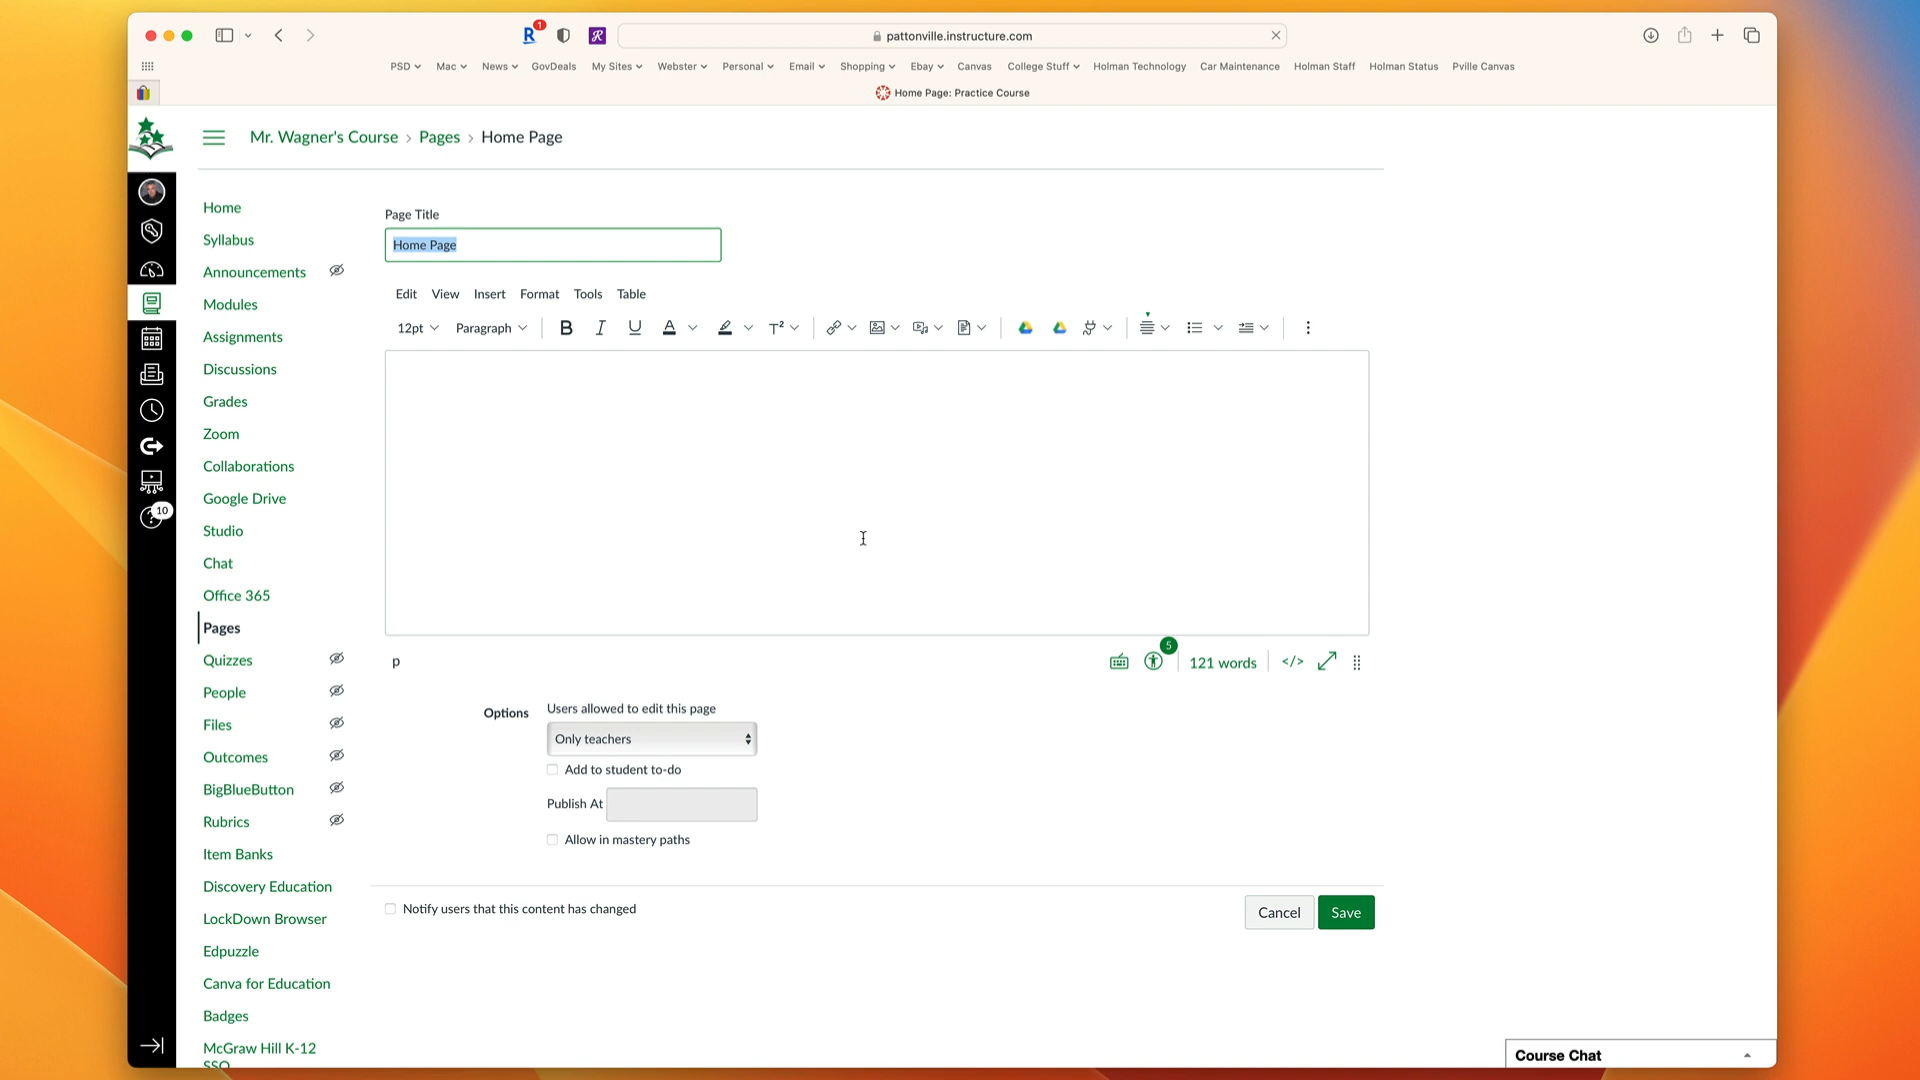 R 1
pattonville.instructure.com
PSD Mac News GovDeals My Sites Webster Personal Email Shopping Ebay Canvas College Stuff Holman Technology Car Maintenance Holman Staff Holman Status Pville Canvas
Home Page: Practice Course
Mr. Wagner's Course › Pages › Home Page
Home
Syllabus
Announcements
Modules
Assignments
Discussions
Grades
Zoom
Collaborations
Google Drive
Studio
Chat
Office 365
Pages
Quizzes
People
Files
Outcomes
BigBlueButton
Rubrics
Item Banks
Discovery Education
LockDown Browser
Edpuzzle
Canva for Education
Badges
McGraw Hill K-12
SSO
10
Page Title
Home Page
Edit View Insert Format Tools Table
12pt Paragraph B I U A T²
p
5
121 words </>
Options
Users allowed to edit this page
Only teachers
Add to student to-do
Publish At
Allow in mastery paths
Notify users that this content has changed
Cancel Save
Course Chat